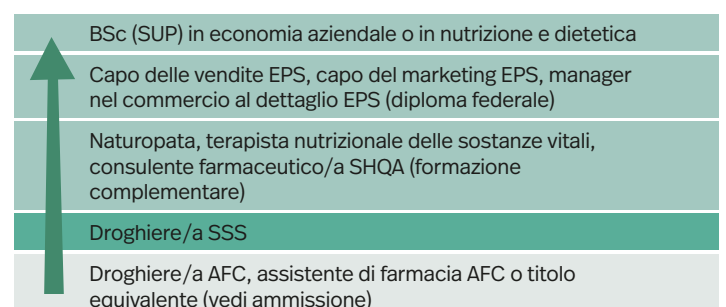 BSc (SUP) in economia aziendale o in nutrizione e dietetica
Capo delle vendite EPS, capo del marketing EPS, manager
nel commercio al dettaglio EPS (diploma federale)
Naturopata, terapista nutrizionale delle sostanze vitali,
consulente farmaceutico/a SHQA (formazione
complementare)
Droghiere/a SSS
Droghiere/a AFC, assistente di farmacia AFC o titolo
equivalente (vedi ammissione)